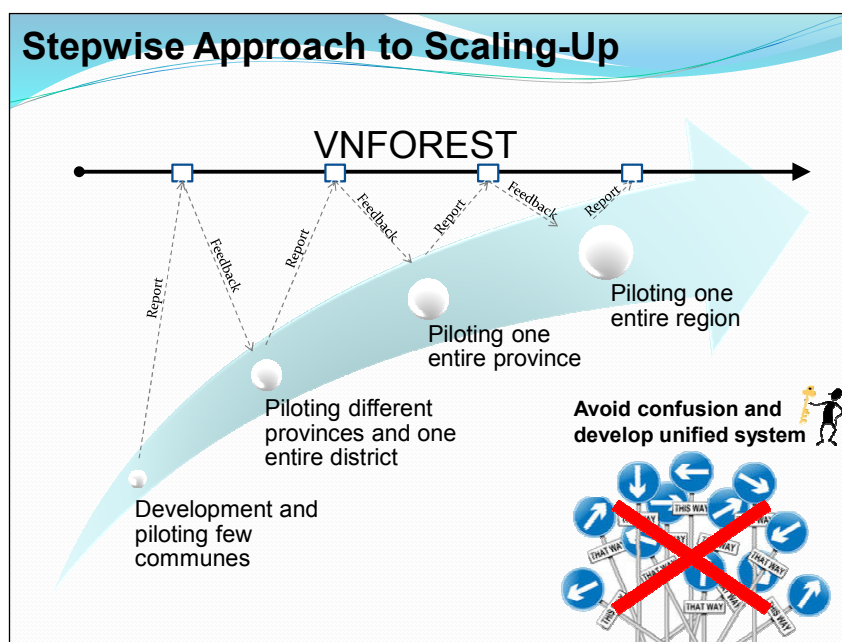 Stepwise Approach to Scaling-Up
VNFOREST
Report
Feedback
Report
Feedback
Report
Feedback
Report
Piloting one
entire region
Piloting one
entire province
Piloting different
provinces and one
entire district
Development and
piloting few
communes
Avoid confusion and
develop unified system
THIS WAY
THIS WAY
THIS WAY
THAT WAY
THAT WAY
THAT WAY
THAT WAY